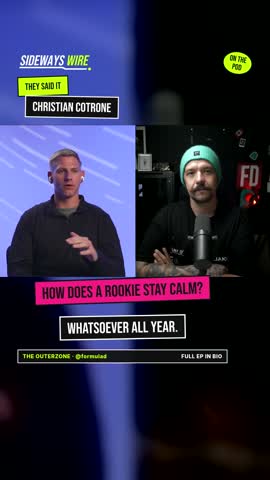 SIDEWAYS WIRE.
ON THE
POD
THEY SAID IT
CHRISTIAN COTRONE
FD
HOW DOES A ROOKIE STAY CALM?
WHATSOEVER ALL YEAR.
THE OUTERZONE · @formulad
FULL EP IN BIO